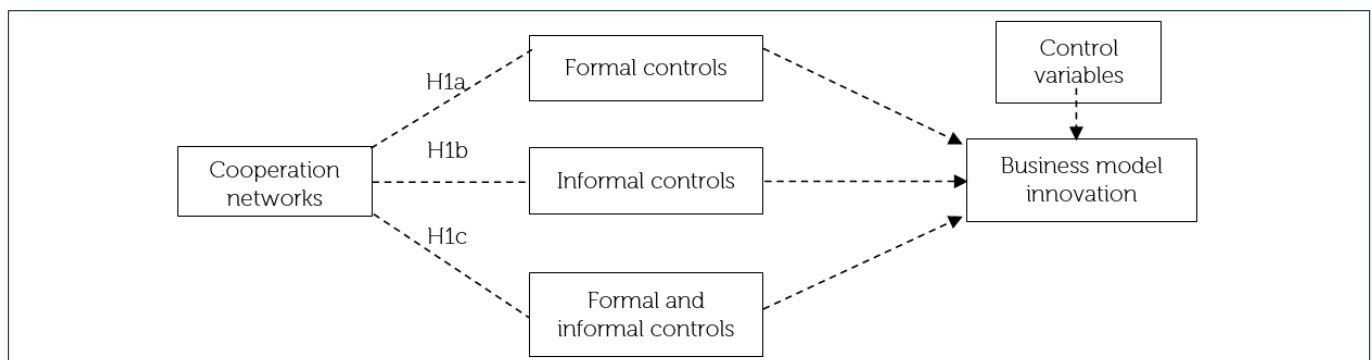 Formal controls
Control
variables
H1a
H1b
Cooperation
networks
Informal controls
Business model
innovation
H1c
Formal and
informal controls